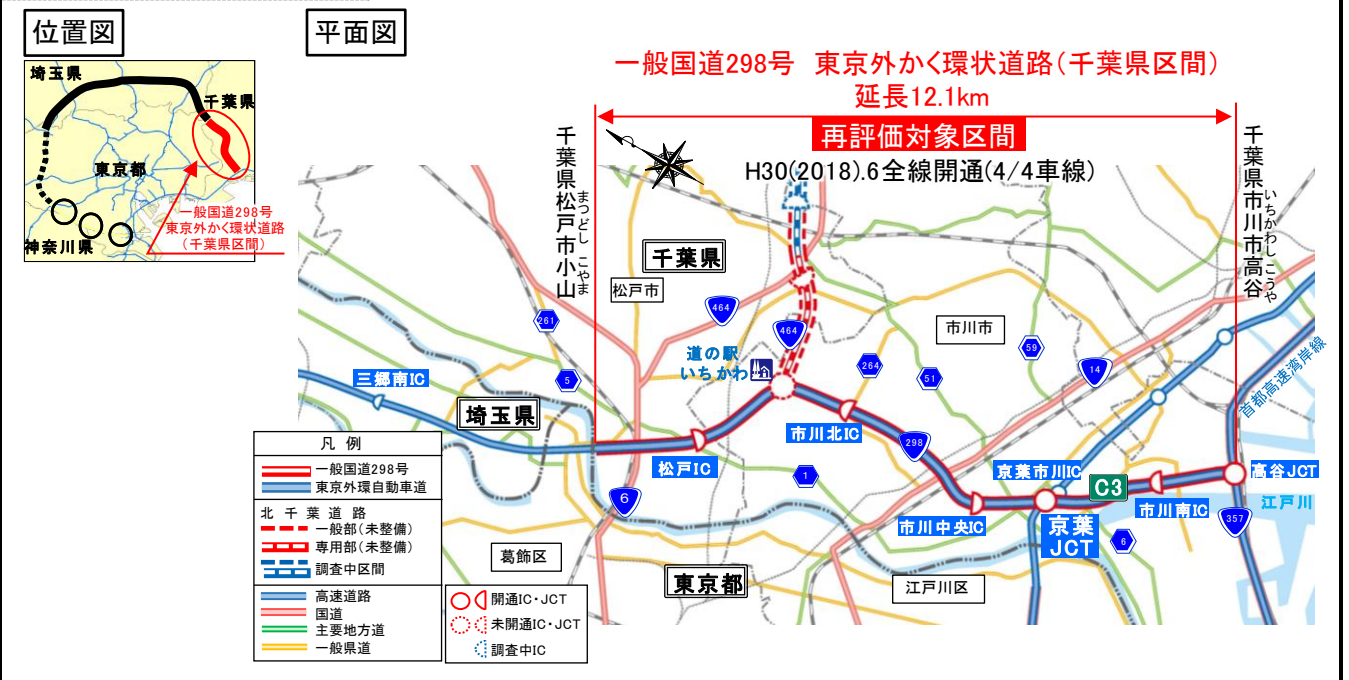 位置図
平面図
埼玉県
千葉県
東京都
神奈川県
一般国道298号
東京外かく環状道路
(千葉県区間)
一般国道298号 東京外かく環状道路(千葉県区間)
延長12.1km
再評価対象区間
H30(2018).6全線開通(4/4車線)
千葉県松戸市小山
まつどし こやま
千葉県市川市高谷
いちかわし こうや
千葉県
松戸市
464
261
464
市川市
59
14
道の駅
いちかわ
264
51
5
三郷南IC
埼玉県
首都高速湾岸線
市川北IC
298
松戸IC
1
6
京葉市川IC
C3
高谷JCT
市川南IC
江戸川
市川中央IC
京葉
JCT
6
357
葛飾区
東京都
江戸川区
凡例
一般国道298号
東京外環自動車道
北千葉道路
一般部(未整備)
専用部(未整備)
調査中区間
高速道路
国道
主要地方道
一般県道
開通IC・JCT
未開通IC・JCT
調査中IC